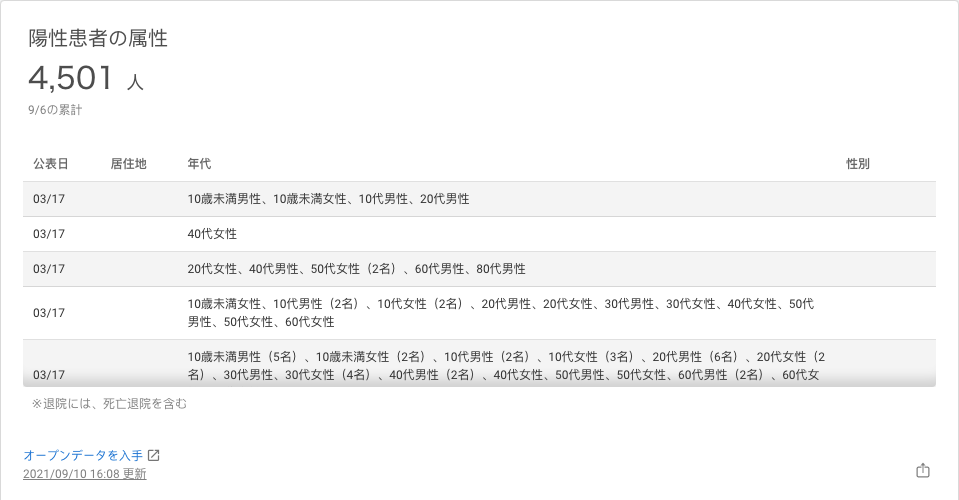 陽性患者の属性
4,501 人
9/6の累計
公表日 居住地 年代 性別
03/17 10歳未満男性、10歳未満女性、10代男性、20代男性
03/17 40代女性
03/17 20代女性、40代男性、50代女性（2名）、60代男性、80代男性
03/17 10歳未満女性、10代男性（2名）、10代女性（2名）、20代男性、20代女性、30代男性、30代女性、40代女性、50代
男性、50代女性、60代女性
03/17 10歳未満男性（5名）、10歳未満女性（2名）、10代男性（2名）、10代女性（3名）、20代男性（6名）、20代女性（2
名）、30代男性、30代女性（4名）、40代男性（2名）、40代女性、50代男性、50代女性、60代男性（2名）、60代女
※退院には、死亡退院を含む
オープンデータを入手
2021/09/10 16:08 更新